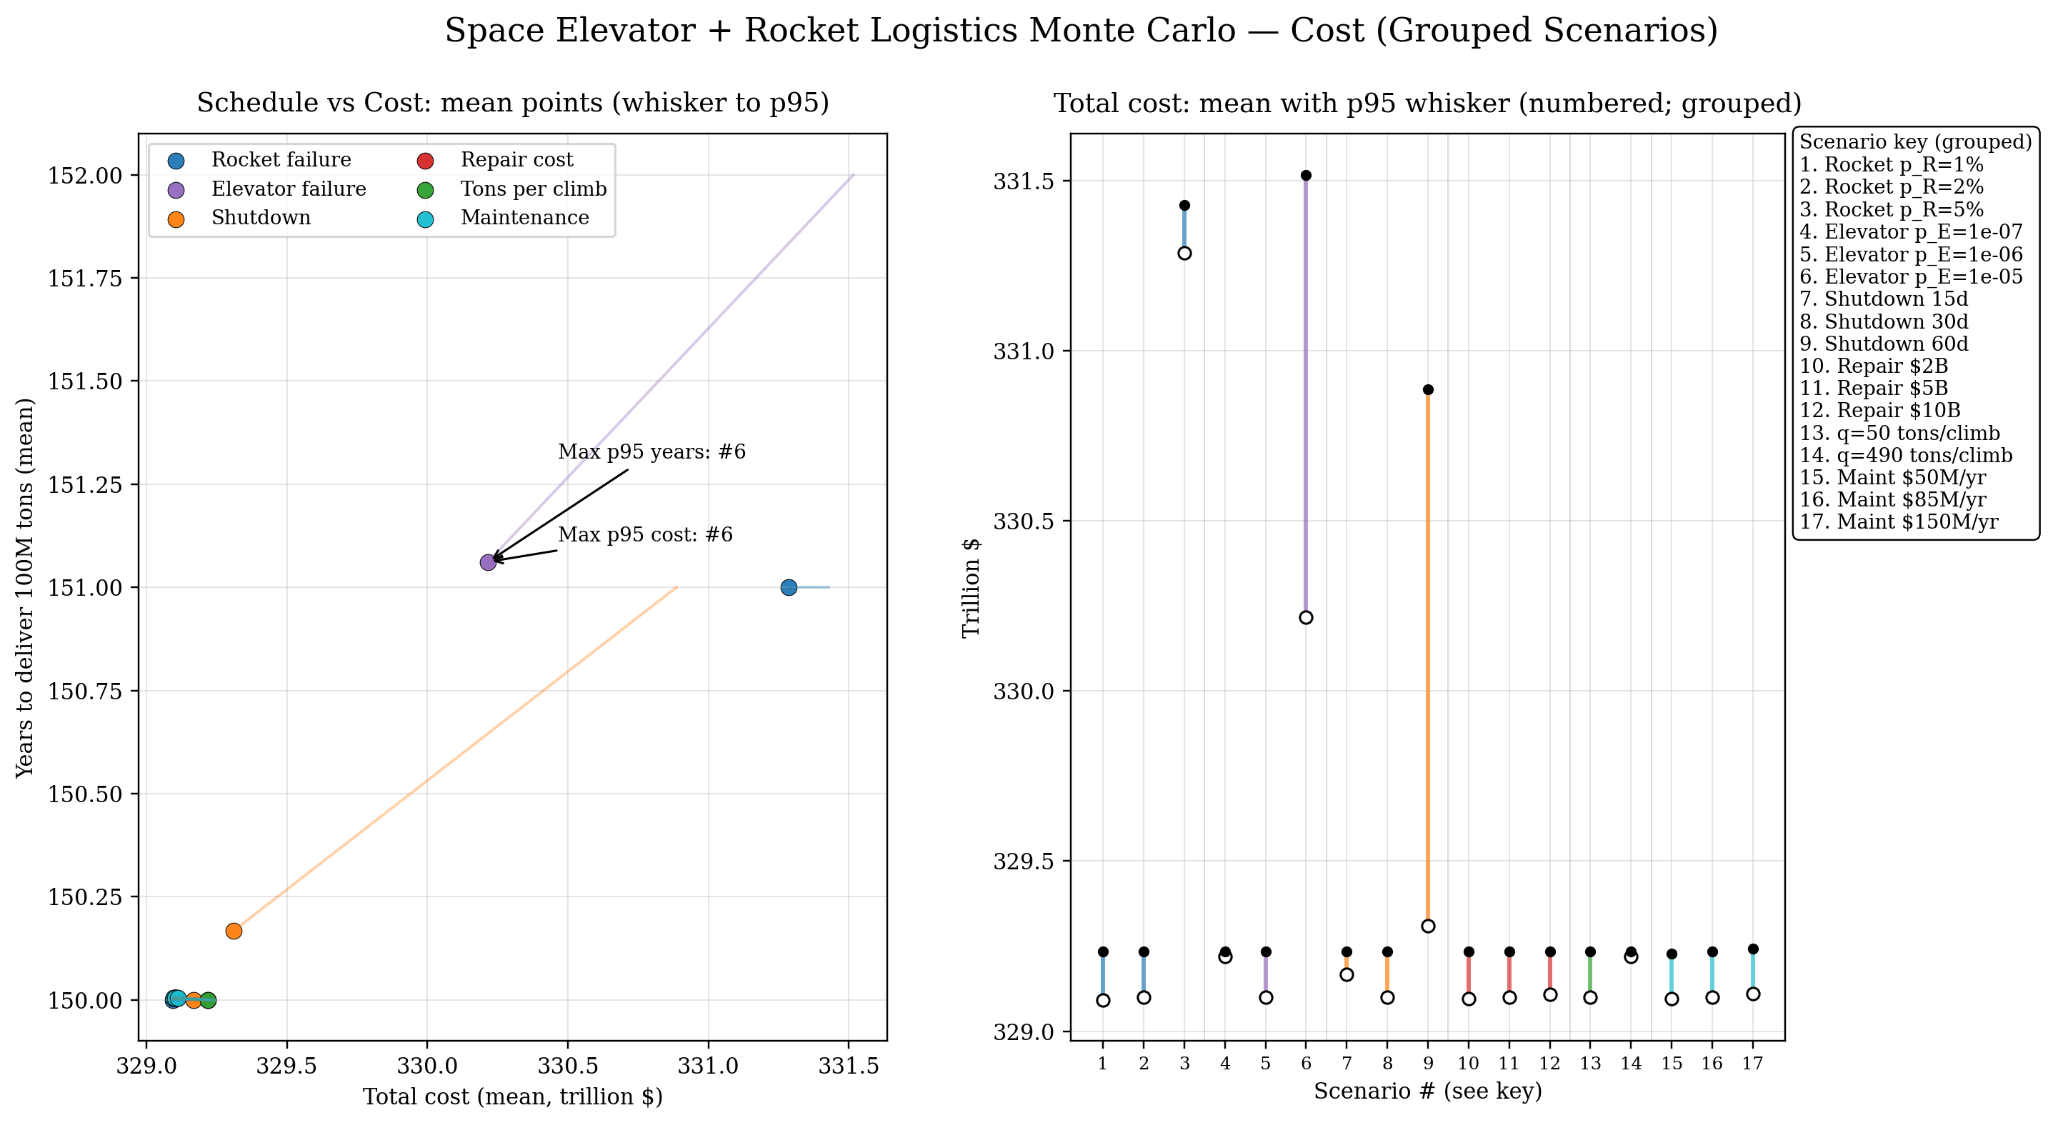 Space Elevator + Rocket Logistics Monte Carlo — Cost (Grouped Scenarios)
Schedule vs Cost: mean points (whisker to p95)
Rocket failure
Elevator failure
Shutdown
Repair cost
Tons per climb
Maintenance
Max p95 years: #6
Max p95 cost: #6
152.00
151.75
151.50
151.25
151.00
150.75
150.50
150.25
150.00
Years to deliver 100M tons (mean)
329.0
329.5
330.0
330.5
331.0
331.5
Total cost (mean, trillion $)
Total cost: mean with p95 whisker (numbered; grouped)
331.5
331.0
330.5
330.0
329.5
329.0
Trillion $
1
2
3
4
5
6
7
8
9
10
11
12
13
14
15
16
17
Scenario # (see key)
Scenario key (grouped)
1. Rocket p_R=1%
2. Rocket p_R=2%
3. Rocket p_R=5%
4. Elevator p_E=1e-07
5. Elevator p_E=1e-06
6. Elevator p_E=1e-05
7. Shutdown 15d
8. Shutdown 30d
9. Shutdown 60d
10. Repair $2B
11. Repair $5B
12. Repair $10B
13. q=50 tons/climb
14. q=490 tons/climb
15. Maint $50M/yr
16. Maint $85M/yr
17. Maint $150M/yr